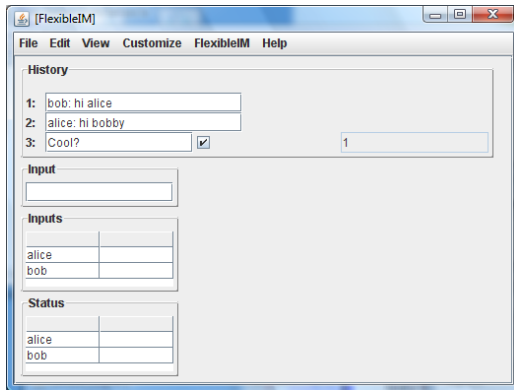 [FlexibleIM]
File Edit View Customize FlexibleIM Help
History
1: bob: hi alice
2: alice: hi bobby
3: Cool? 1
Input
Inputs
alice
bob
Status
alice
bob